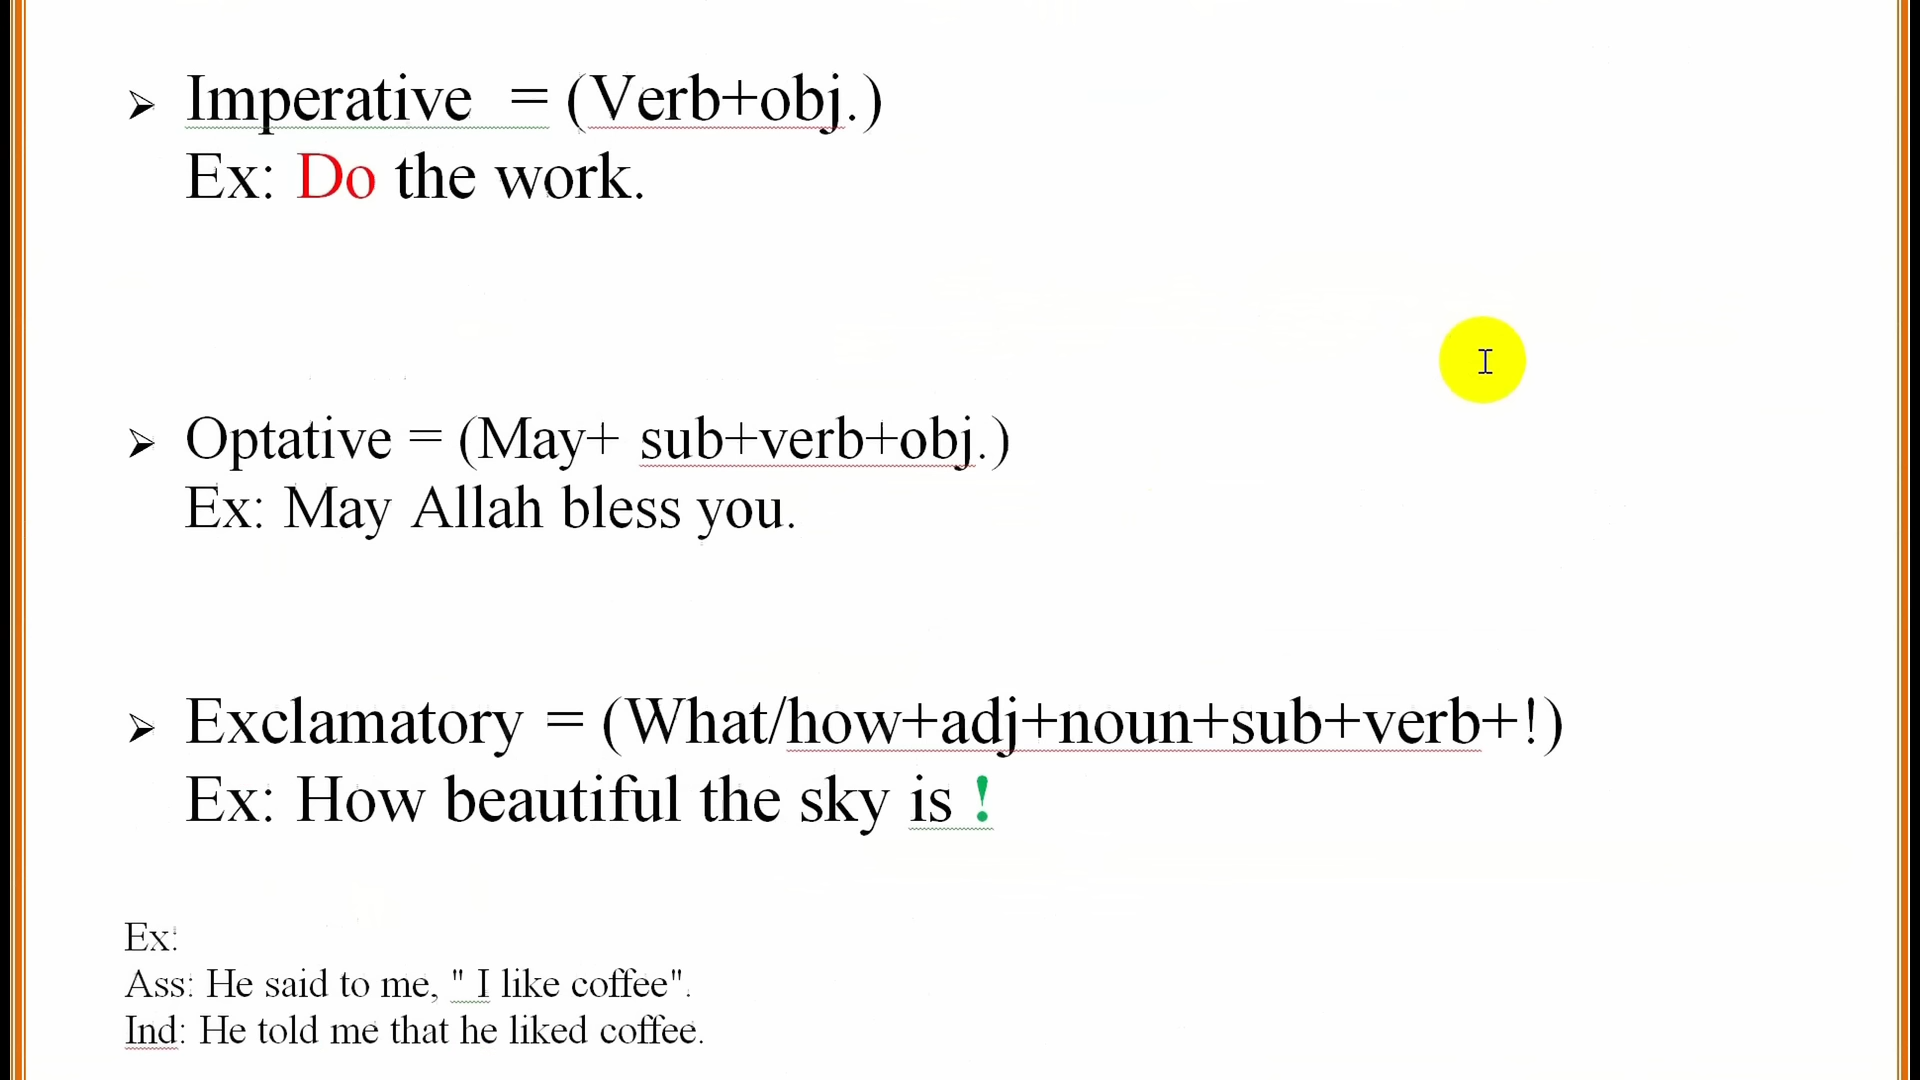 ➢ Imperative = (Verb+obj.)
Ex: Do the work.
➢ Optative = (May+ sub+verb+obj.)
Ex: May Allah bless you.
➢ Exclamatory = (What/how+adj+noun+sub+verb+!)
Ex: How beautiful the sky is !
Ex:
Ass: He said to me, " I like coffee".
Ind: He told me that he liked coffee.